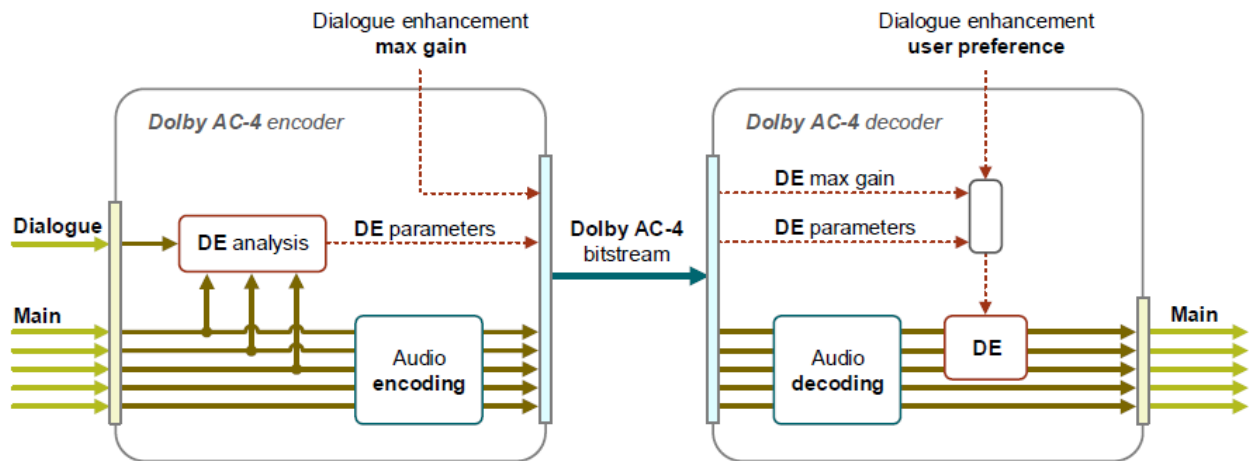 Dialogue enhancement
max gain
Dialogue enhancement
user preference
Dolby AC-4 encoder
Dolby AC-4 decoder
Dialogue
DE analysis
DE parameters
Dolby AC-4
bitstream
DE max gain
DE parameters
Main
Audio
encoding
Audio
decoding
DE
Main